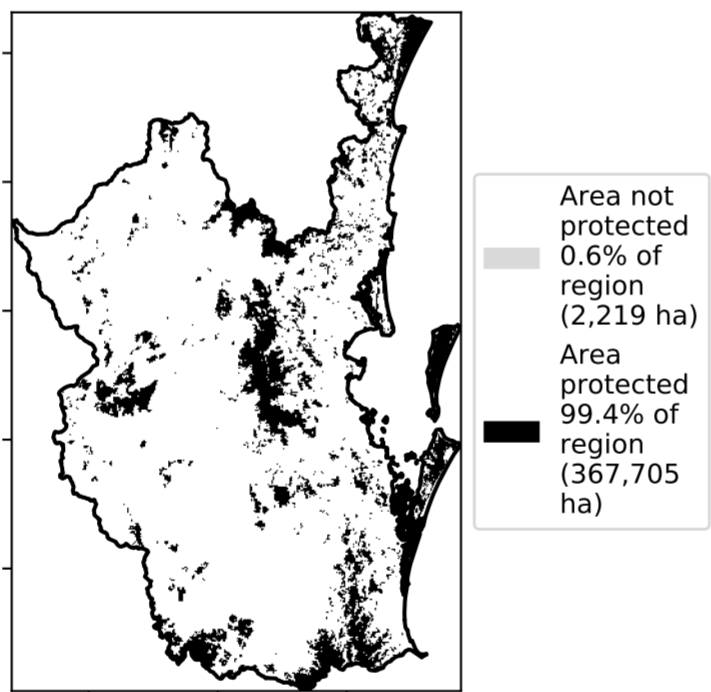 Area not
protected
0.6% of
region
(2,219 ha)
Area
protected
99.4% of
region
(367,705
ha)